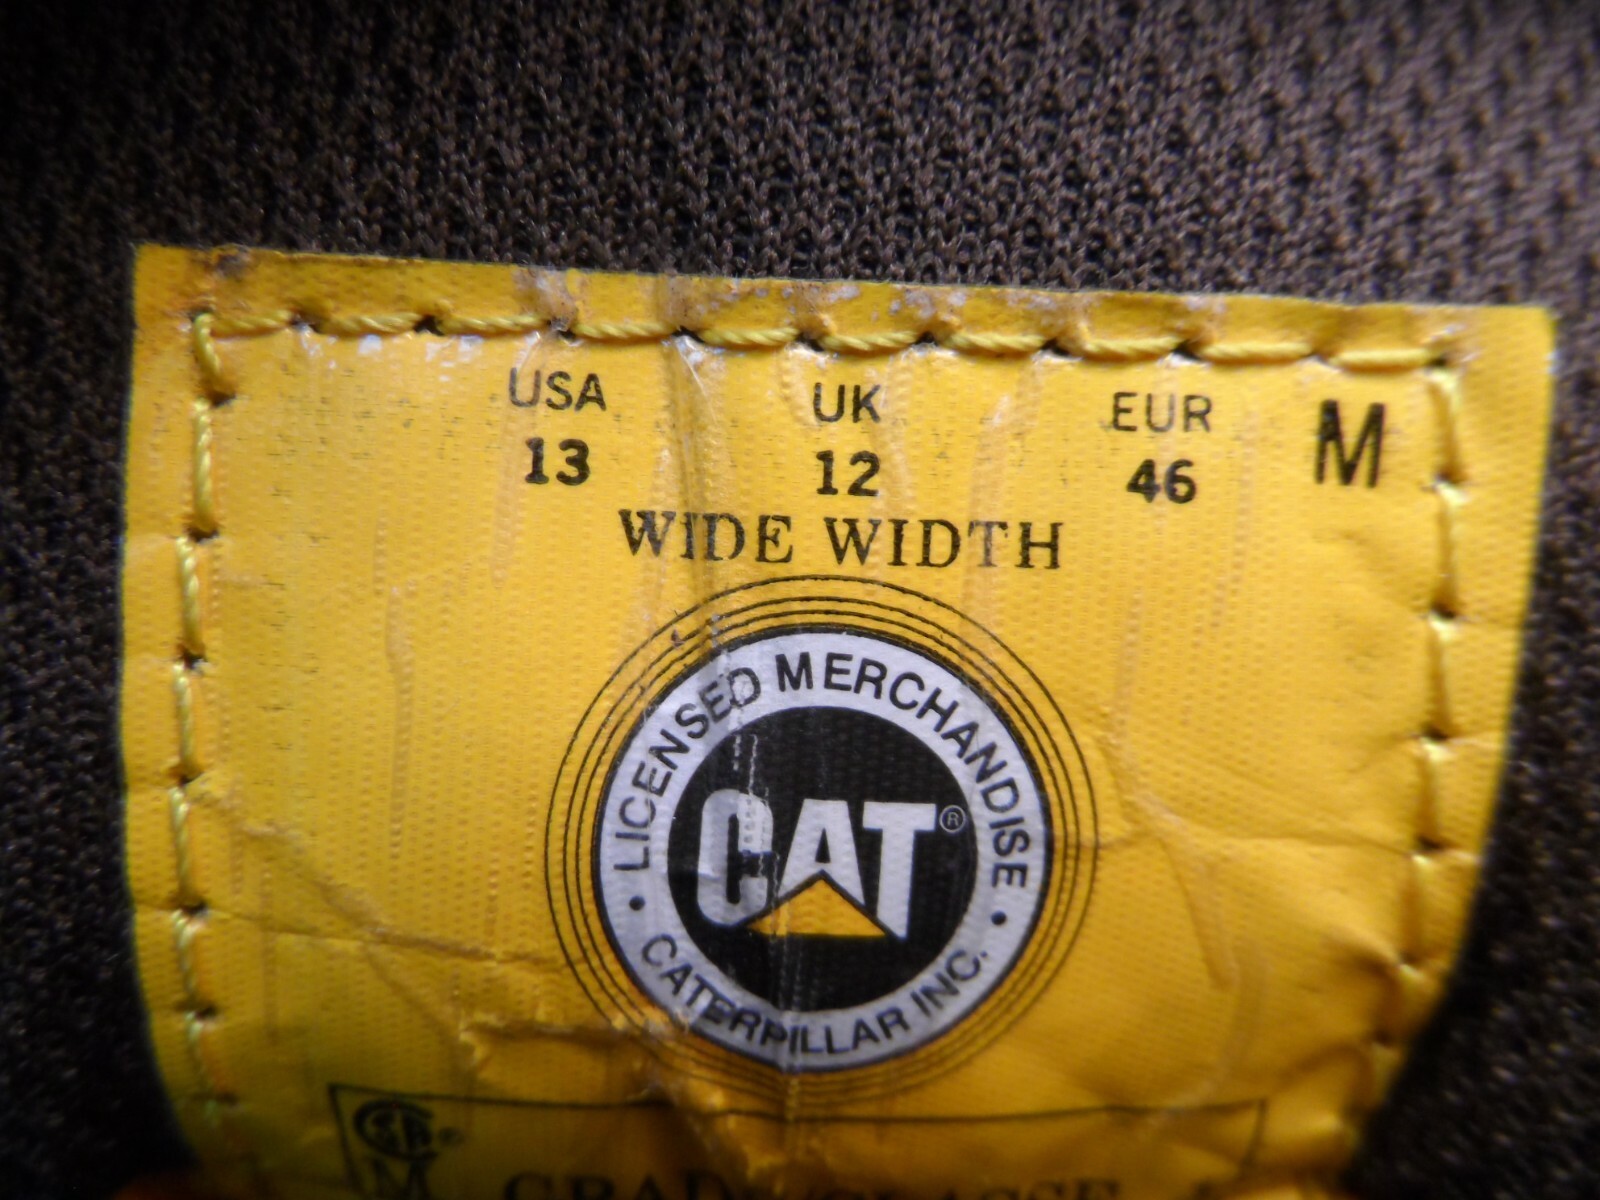 USA UK EUR M
13 12 46
WIDE WIDTH
LICENSED MERCHANDISE
CAT®
CATERPILLAR INC.
M